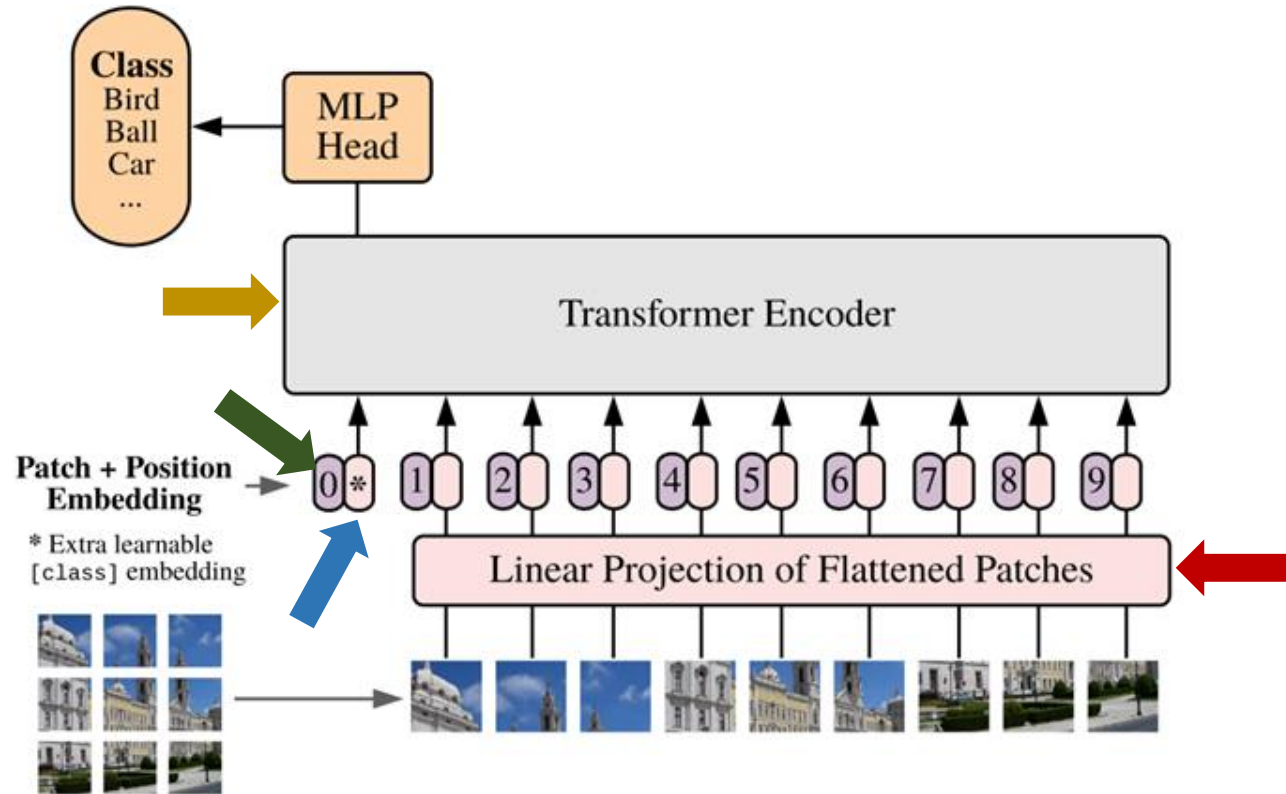 Class
Bird
Ball
Car
...
MLP
Head
Transformer Encoder
Patch + Position
Embedding
0 * 1 2 3 4 5 6 7 8 9
* Extra learnable
[class] embedding
Linear Projection of Flattened Patches